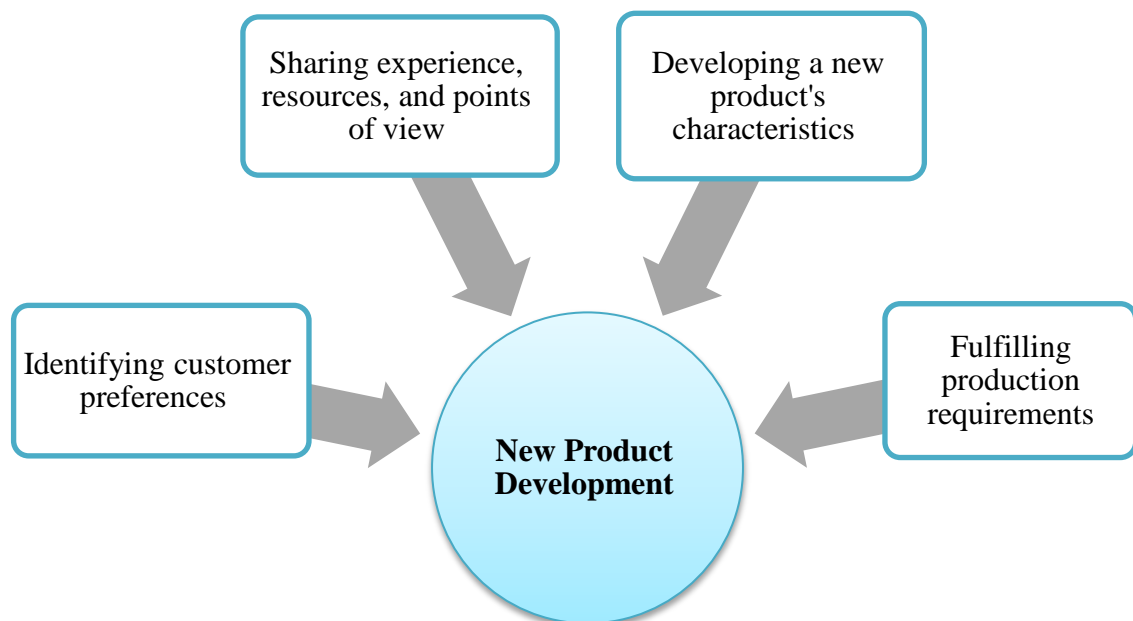 Sharing experience,
resources, and points
of view
Developing a new
product's
characteristics
Identifying customer
preferences
Fulfilling
production
requirements
New Product
Development